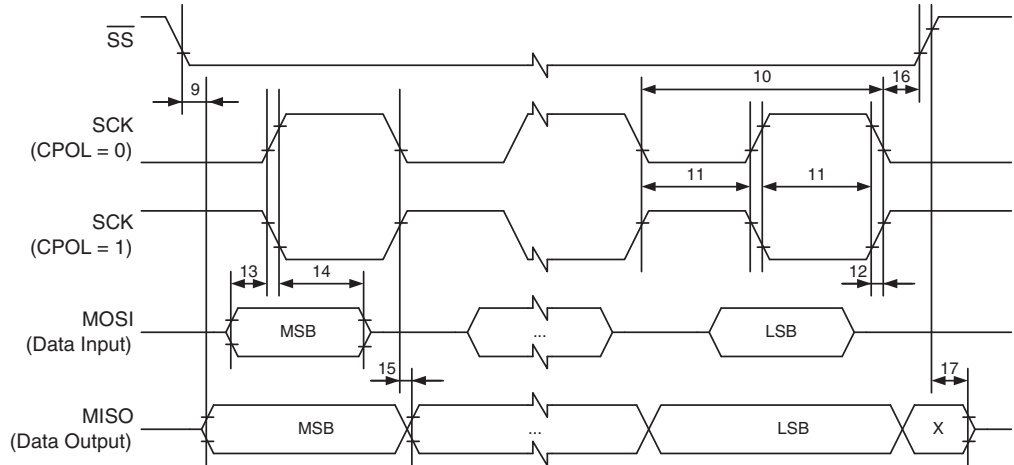 SS
9
10
16
SCK
(CPOL = 0)
11
11
SCK
(CPOL = 1)
13
14
12
MOSI
(Data Input)
MSB
...
LSB
15
17
MISO
(Data Output)
MSB
...
LSB
X